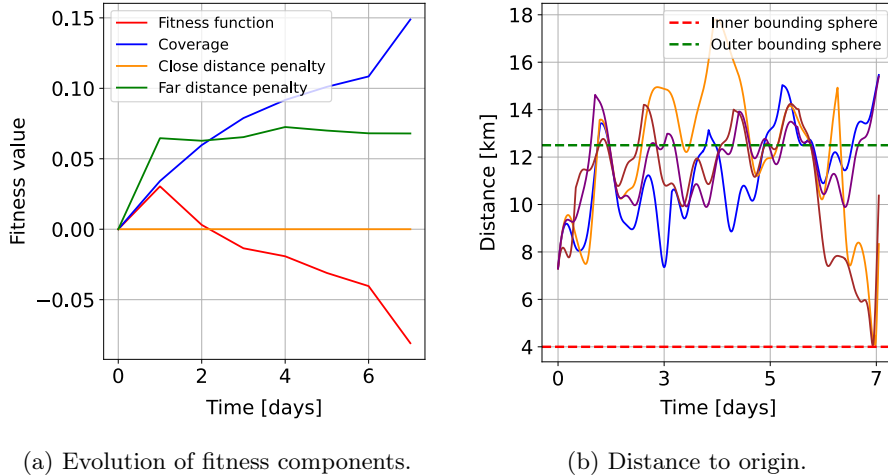 Fitness function
Coverage
Close distance penalty
Far distance penalty
0.15
0.10
0.05
0.00
−0.05
Fitness value
0
2
4
6
Time [days]
(a) Evolution of fitness components.
Inner bounding sphere
Outer bounding sphere
18
16
14
12
10
8
6
4
Distance [km]
0
3
5
7
Time [days]
(b) Distance to origin.